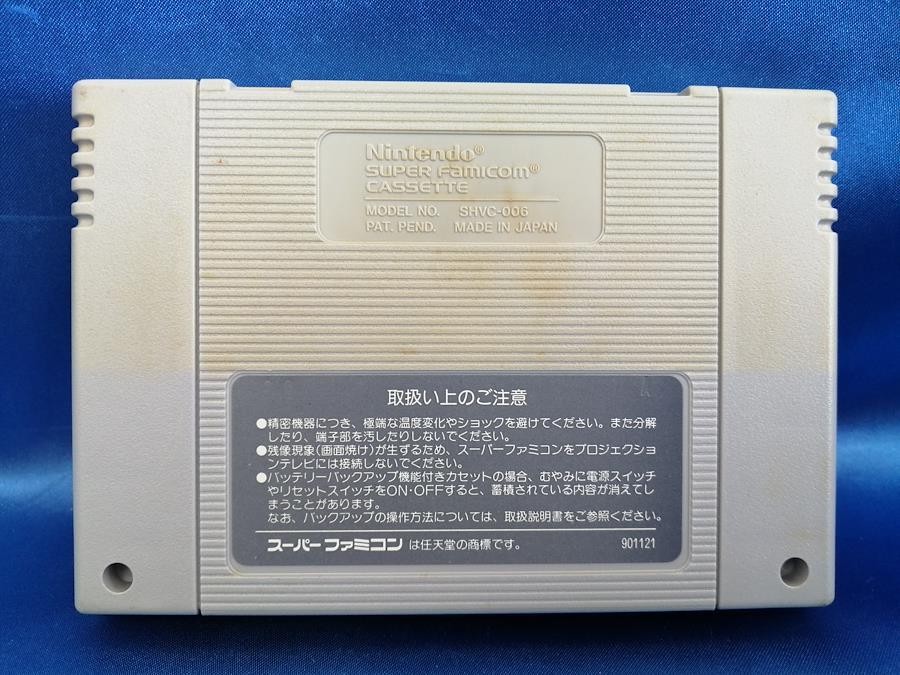 Nintendo®
SUPER FAMICOM®
CASSETTE
MODEL NO. SHVC-006
PAT. PEND. MADE IN JAPAN
取扱い上のご注意
●精密機器につき、極端な温度変化やショックを避けてください。また分解
したり、端子部を汚したりしないでください。
●残像現象(画面焼け)が生ずるため、スーパーファミコンをプロジェクショ
ンテレビには接続しないでください。
●バッテリーバックアップ機能付きカセットの場合、むやみに電源スイッチ
やリセットスイッチをON・OFFすると、蓄積されている内容が消えてし
まうことがあります。
なお、バックアップの操作方法については、取扱説明書をご参照ください。
スーパーファミコン は任天堂の商標です。 901121